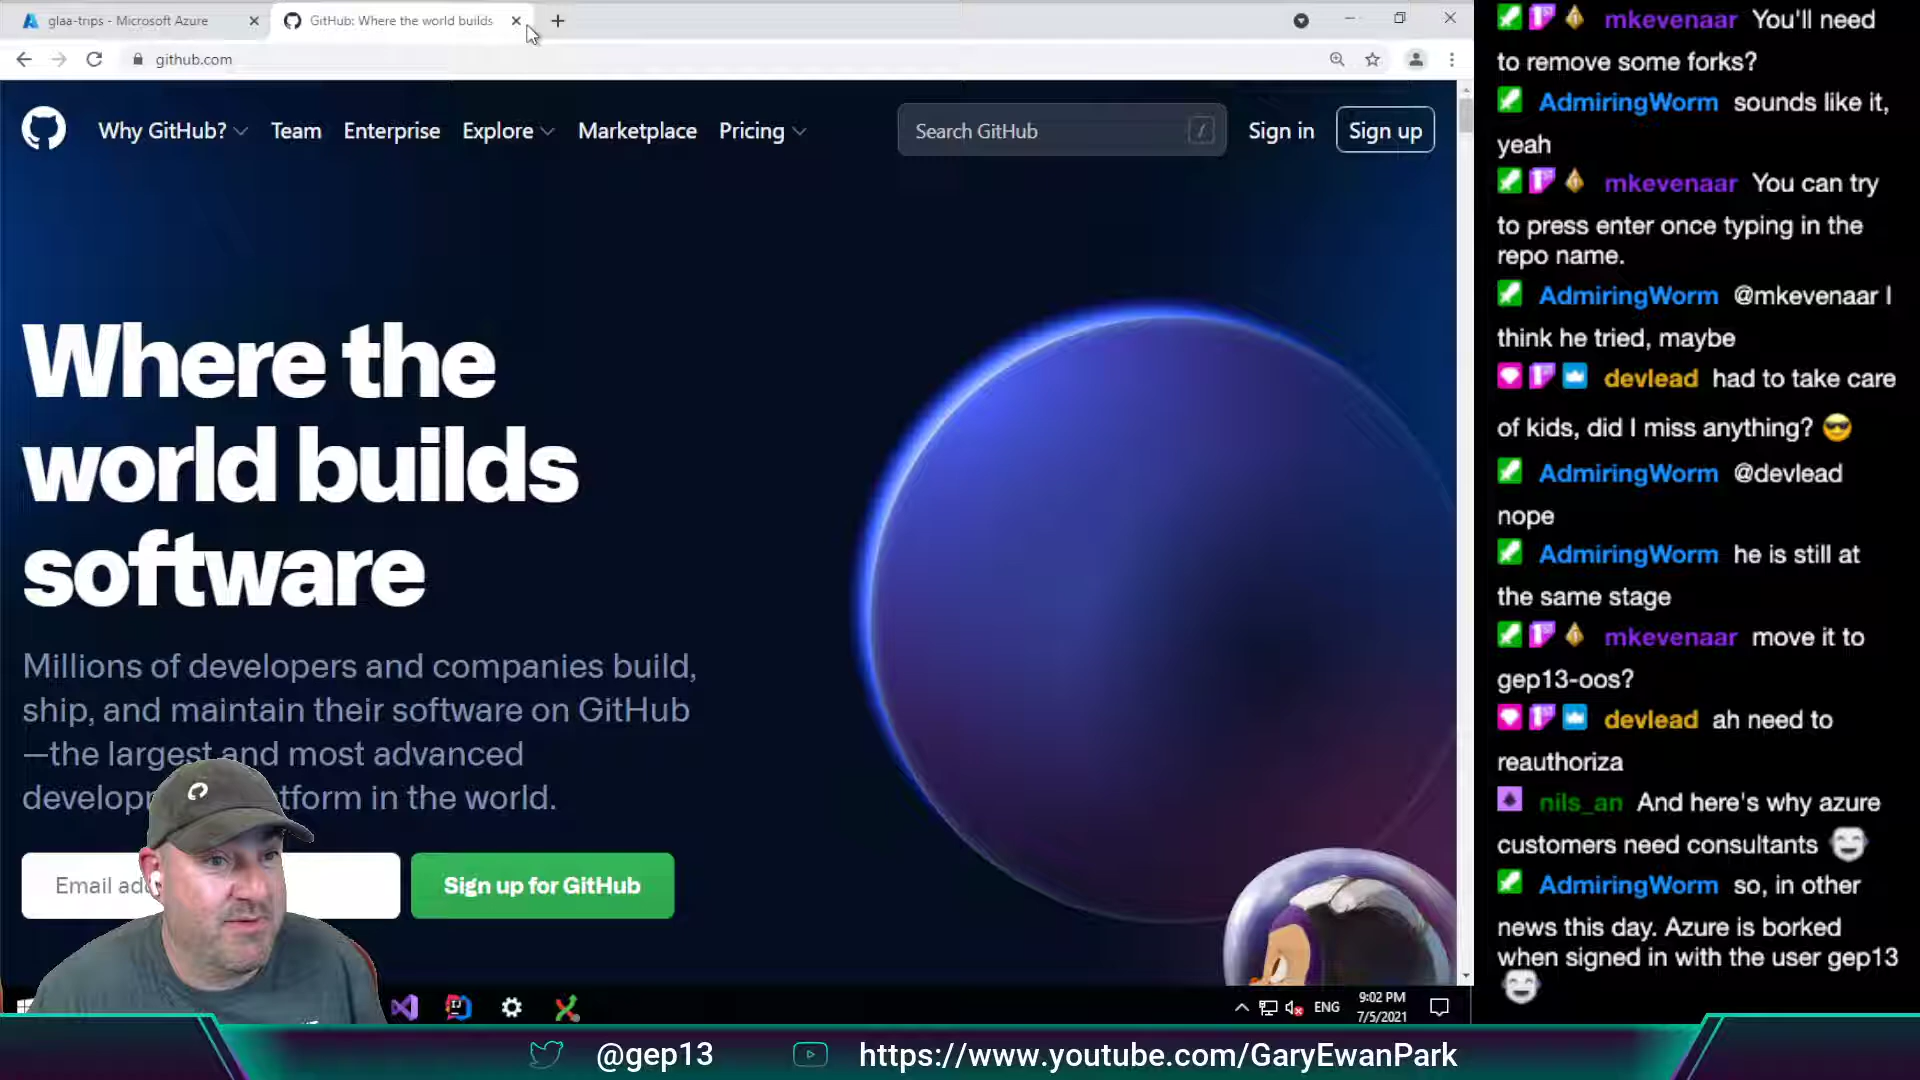 glaa-trips - Microsoft Azure
GitHub: Where the world builds
github.com
Why GitHub? Team Enterprise Explore Marketplace Pricing
Search GitHub /
Sign in
Sign up
Where the
world builds
software
Millions of developers and companies build,
ship, and maintain their software on GitHub
—the largest and most advanced
development platform in the world.
Email add
Sign up for GitHub
ENG
9:02 PM
7/5/2021
@gep13
https://www.youtube.com/GaryEwanPark
mkevenaar You'll need
to remove some forks?
AdmiringWorm sounds like it,
yeah
mkevenaar You can try
to press enter once typing in the
repo name.
AdmiringWorm @mkevenaar I
think he tried, maybe
devlead had to take care
of kids, did I miss anything? 😎
AdmiringWorm @devlead
nope
AdmiringWorm he is still at
the same stage
mkevenaar move it to
gep13-oos?
devlead ah need to
reauthoriza
nils_an And here's why azure
customers need consultants
AdmiringWorm so, in other
news this day. Azure is borked
when signed in with the user gep13